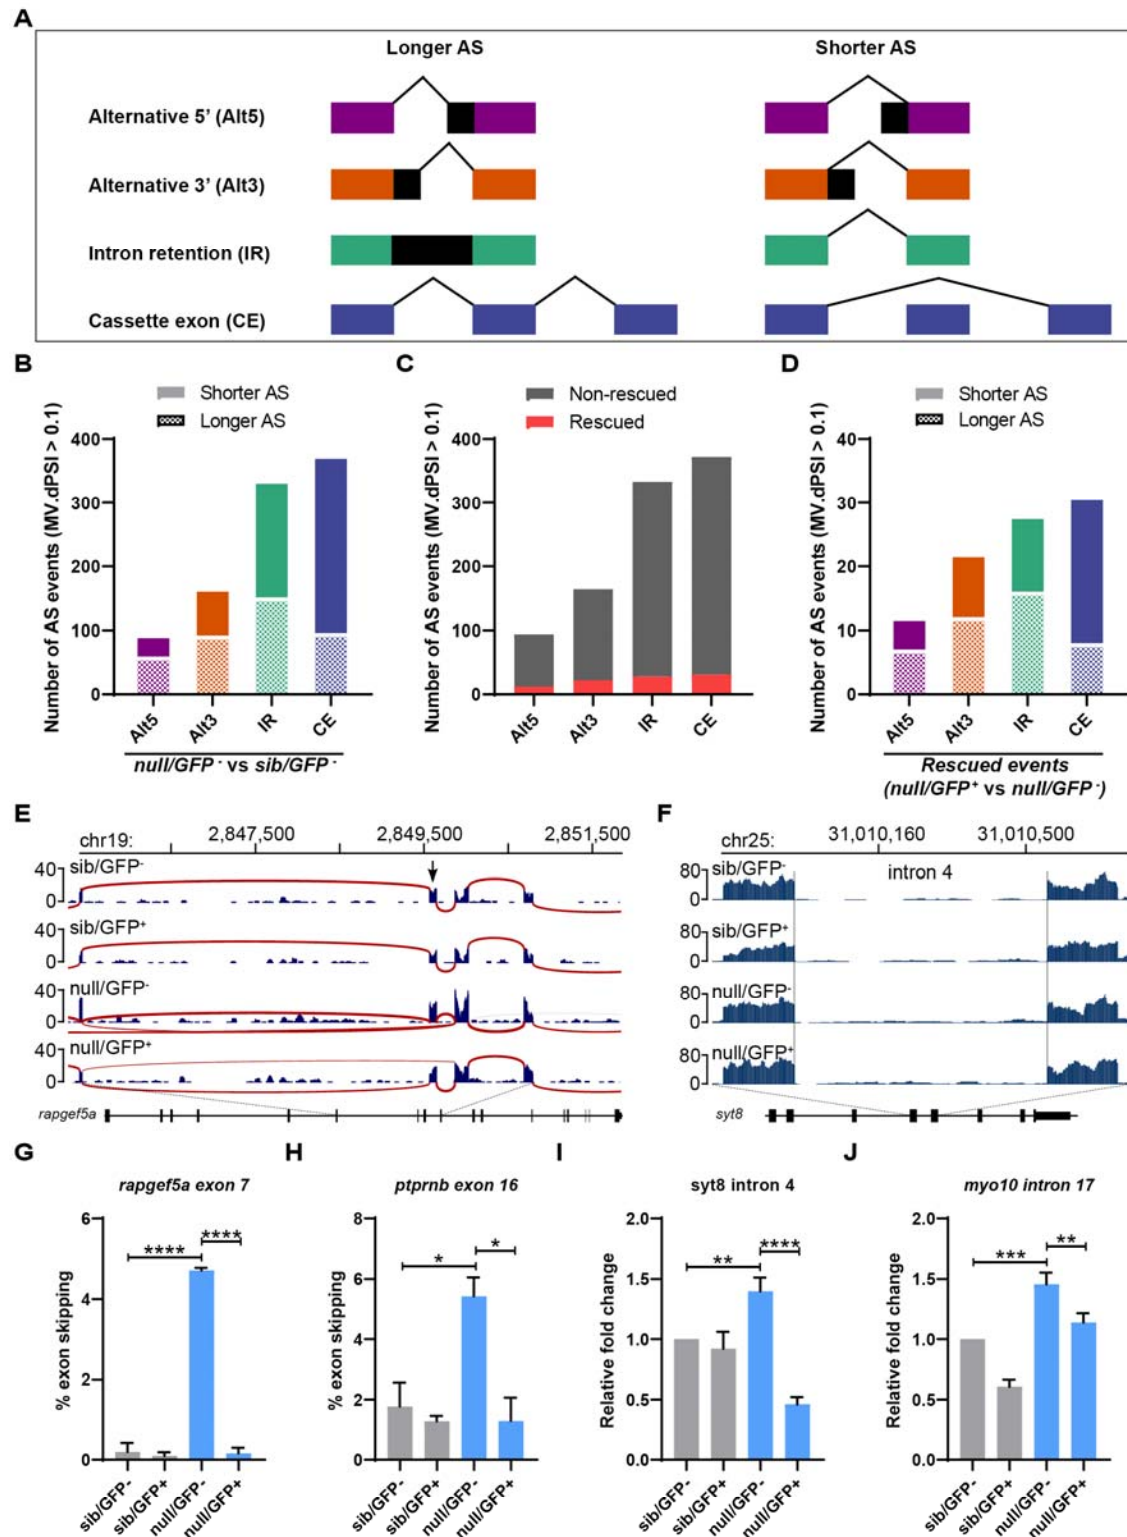 A
Longer AS
Shorter AS
Alternative 5' (Alt5)
Alternative 3' (Alt3)
Intron retention (IR)
Cassette exon (CE)
B
Shorter AS
Longer AS
Number of AS events (MV.dPSI > 0.1)
400
300
200
100
0
Alt5
Alt3
IR
CE
null/GFP⁻ vs sib/GFP⁻
C
Non-rescued
Rescued
Number of AS events (MV.dPSI > 0.1)
400
300
200
100
0
Alt5
Alt3
IR
CE
D
Shorter AS
Longer AS
Number of AS events (MV.dPSI > 0.1)
40
30
20
10
0
Alt5
Alt3
IR
CE
Rescued events
(null/GFP⁺ vs null/GFP⁻)
E
chr19:
2,847,500
2,849,500
2,851,500
sib/GFP⁻
40
0
sib/GFP⁺
40
0
null/GFP⁻
40
0
null/GFP⁺
40
0
rapgef5a
F
chr25:
31,010,160
31,010,500
sib/GFP⁻
intron 4
80
0
sib/GFP⁺
80
0
null/GFP⁻
80
0
null/GFP⁺
80
0
syt8
G
rapgef5a exon 7
% exon skipping
6
4
2
0
****
****
sib/GFP-
sib/GFP+
null/GFP-
null/GFP+
H
ptprnb exon 16
% exon skipping
8
6
4
2
0
*
*
sib/GFP-
sib/GFP+
null/GFP-
null/GFP+
I
syt8 intron 4
Relative fold change
2.0
1.5
1.0
0.5
0.0
**
****
sib/GFP-
sib/GFP+
null/GFP-
null/GFP+
J
myo10 intron 17
Relative fold change
2.0
1.5
1.0
0.5
0.0
***
**
sib/GFP-
sib/GFP+
null/GFP-
null/GFP+